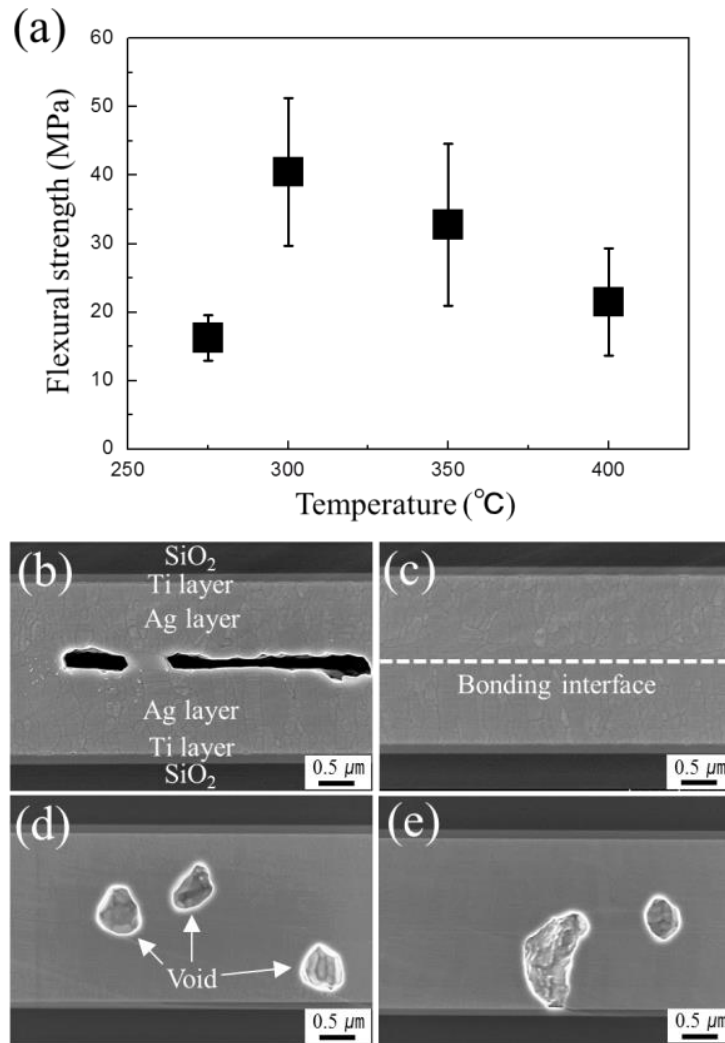 (a)
60
50
40
30
20
10
0
Flexural strength (MPa)
250
300
350
400
Temperature (°C)
(b)
SiO2
Ti layer
Ag layer
Ag layer
Ti layer
SiO2
0.5 µm
(c)
Bonding interface
0.5 µm
(d)
Void
0.5 µm
(e)
0.5 µm